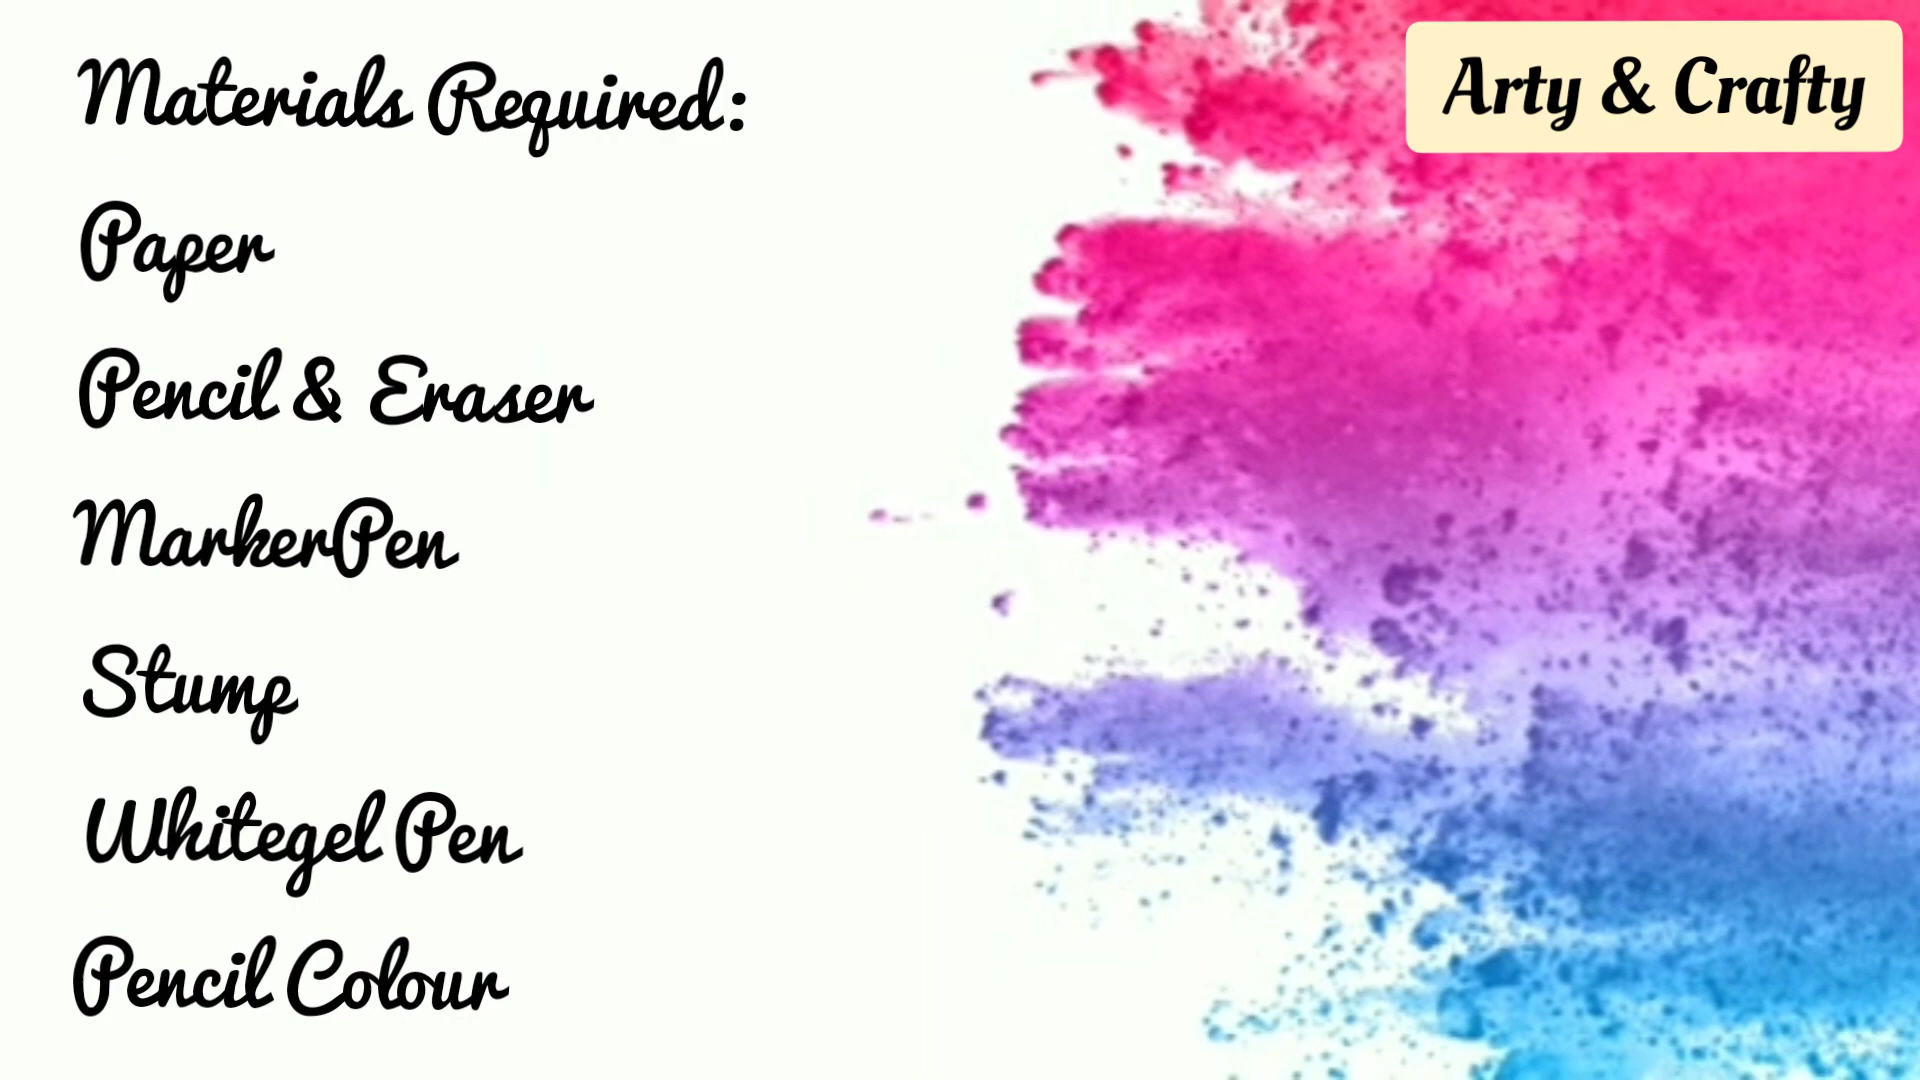 Materials Required:
Arty & Crafty
Paper
Pencil & Eraser
MarkerPen
Stump
Whitegel Pen
Pencil Colour